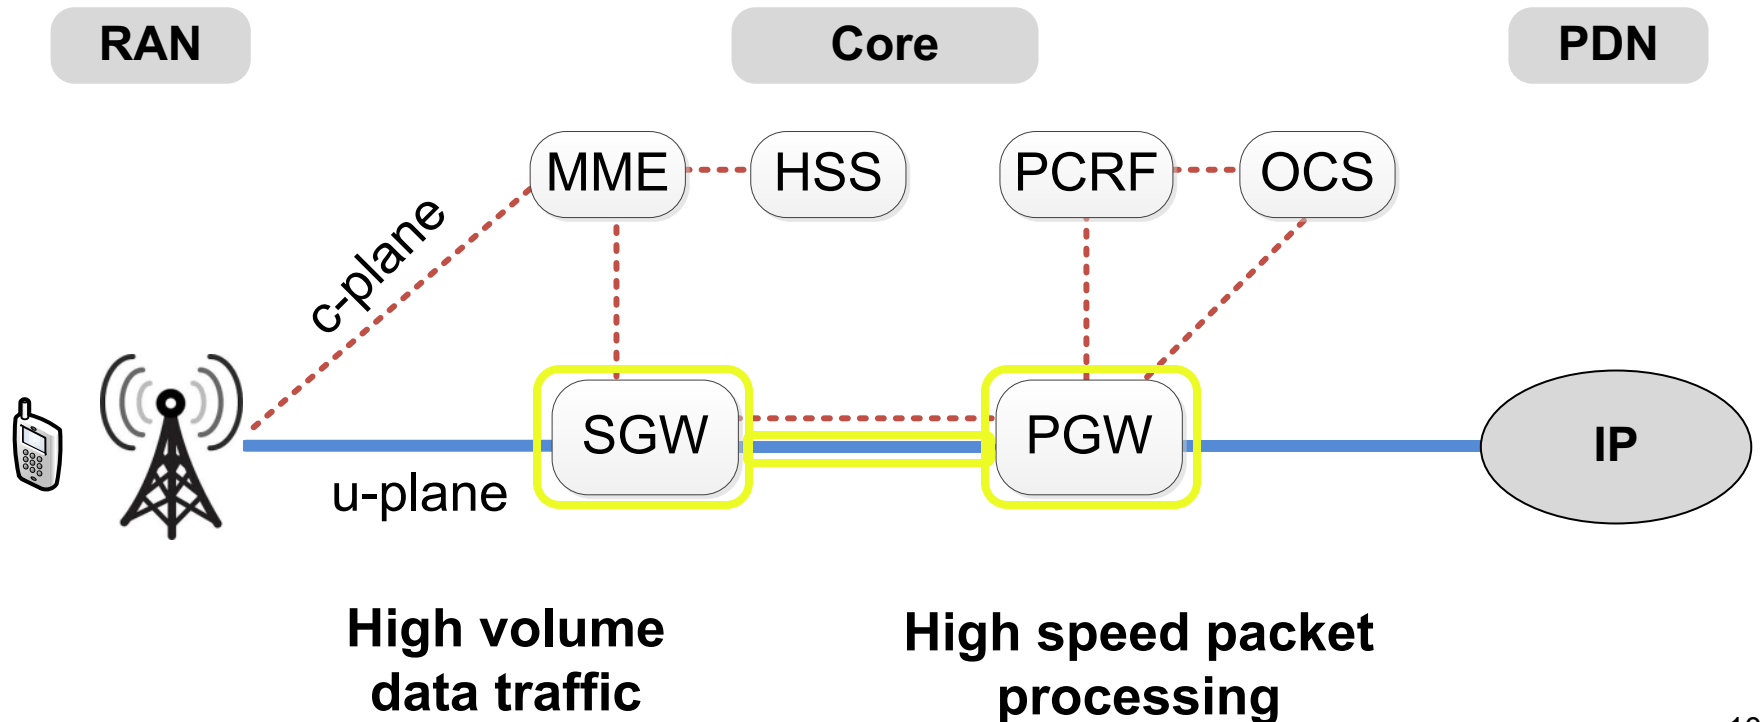 RAN
Core
PDN
MME
HSS
PCRF
OCS
c-plane
SGW
PGW
IP
u-plane
High volume
data traffic
High speed packet
processing